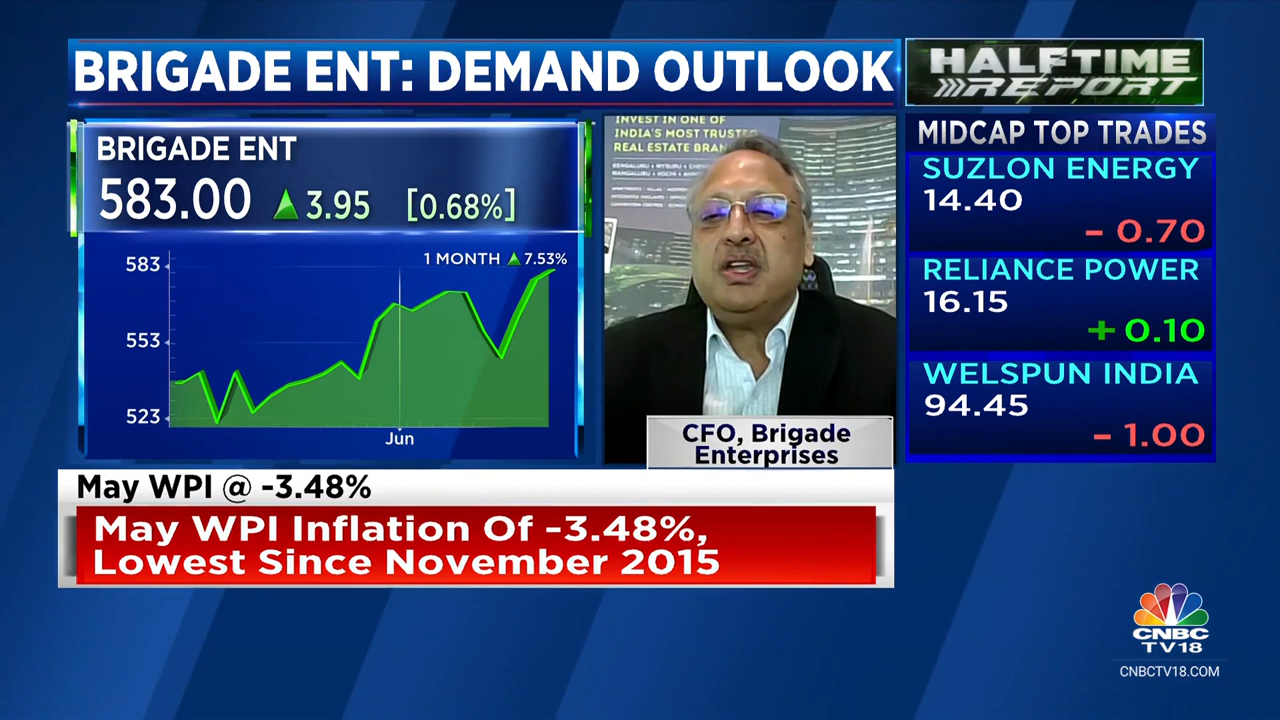 BRIGADE ENT: DEMAND OUTLOOK
HALFTIME
REPORT
BRIGADE ENT
583.00 ▲ 3.95 [0.68%]
1 MONTH ▲ 7.53%
583
553
523
Jun
INVEST IN ONE OF
INDIA'S MOST TRUSTE
REAL ESTATE BRAN
CFO, Brigade
Enterprises
MIDCAP TOP TRADES
SUZLON ENERGY
14.40
- 0.70
RELIANCE POWER
16.15
+ 0.10
WELSPUN INDIA
94.45
- 1.00
May WPI @ -3.48%
May WPI Inflation Of -3.48%,
Lowest Since November 2015
CNBC
TV18
CNBCTV18.COM